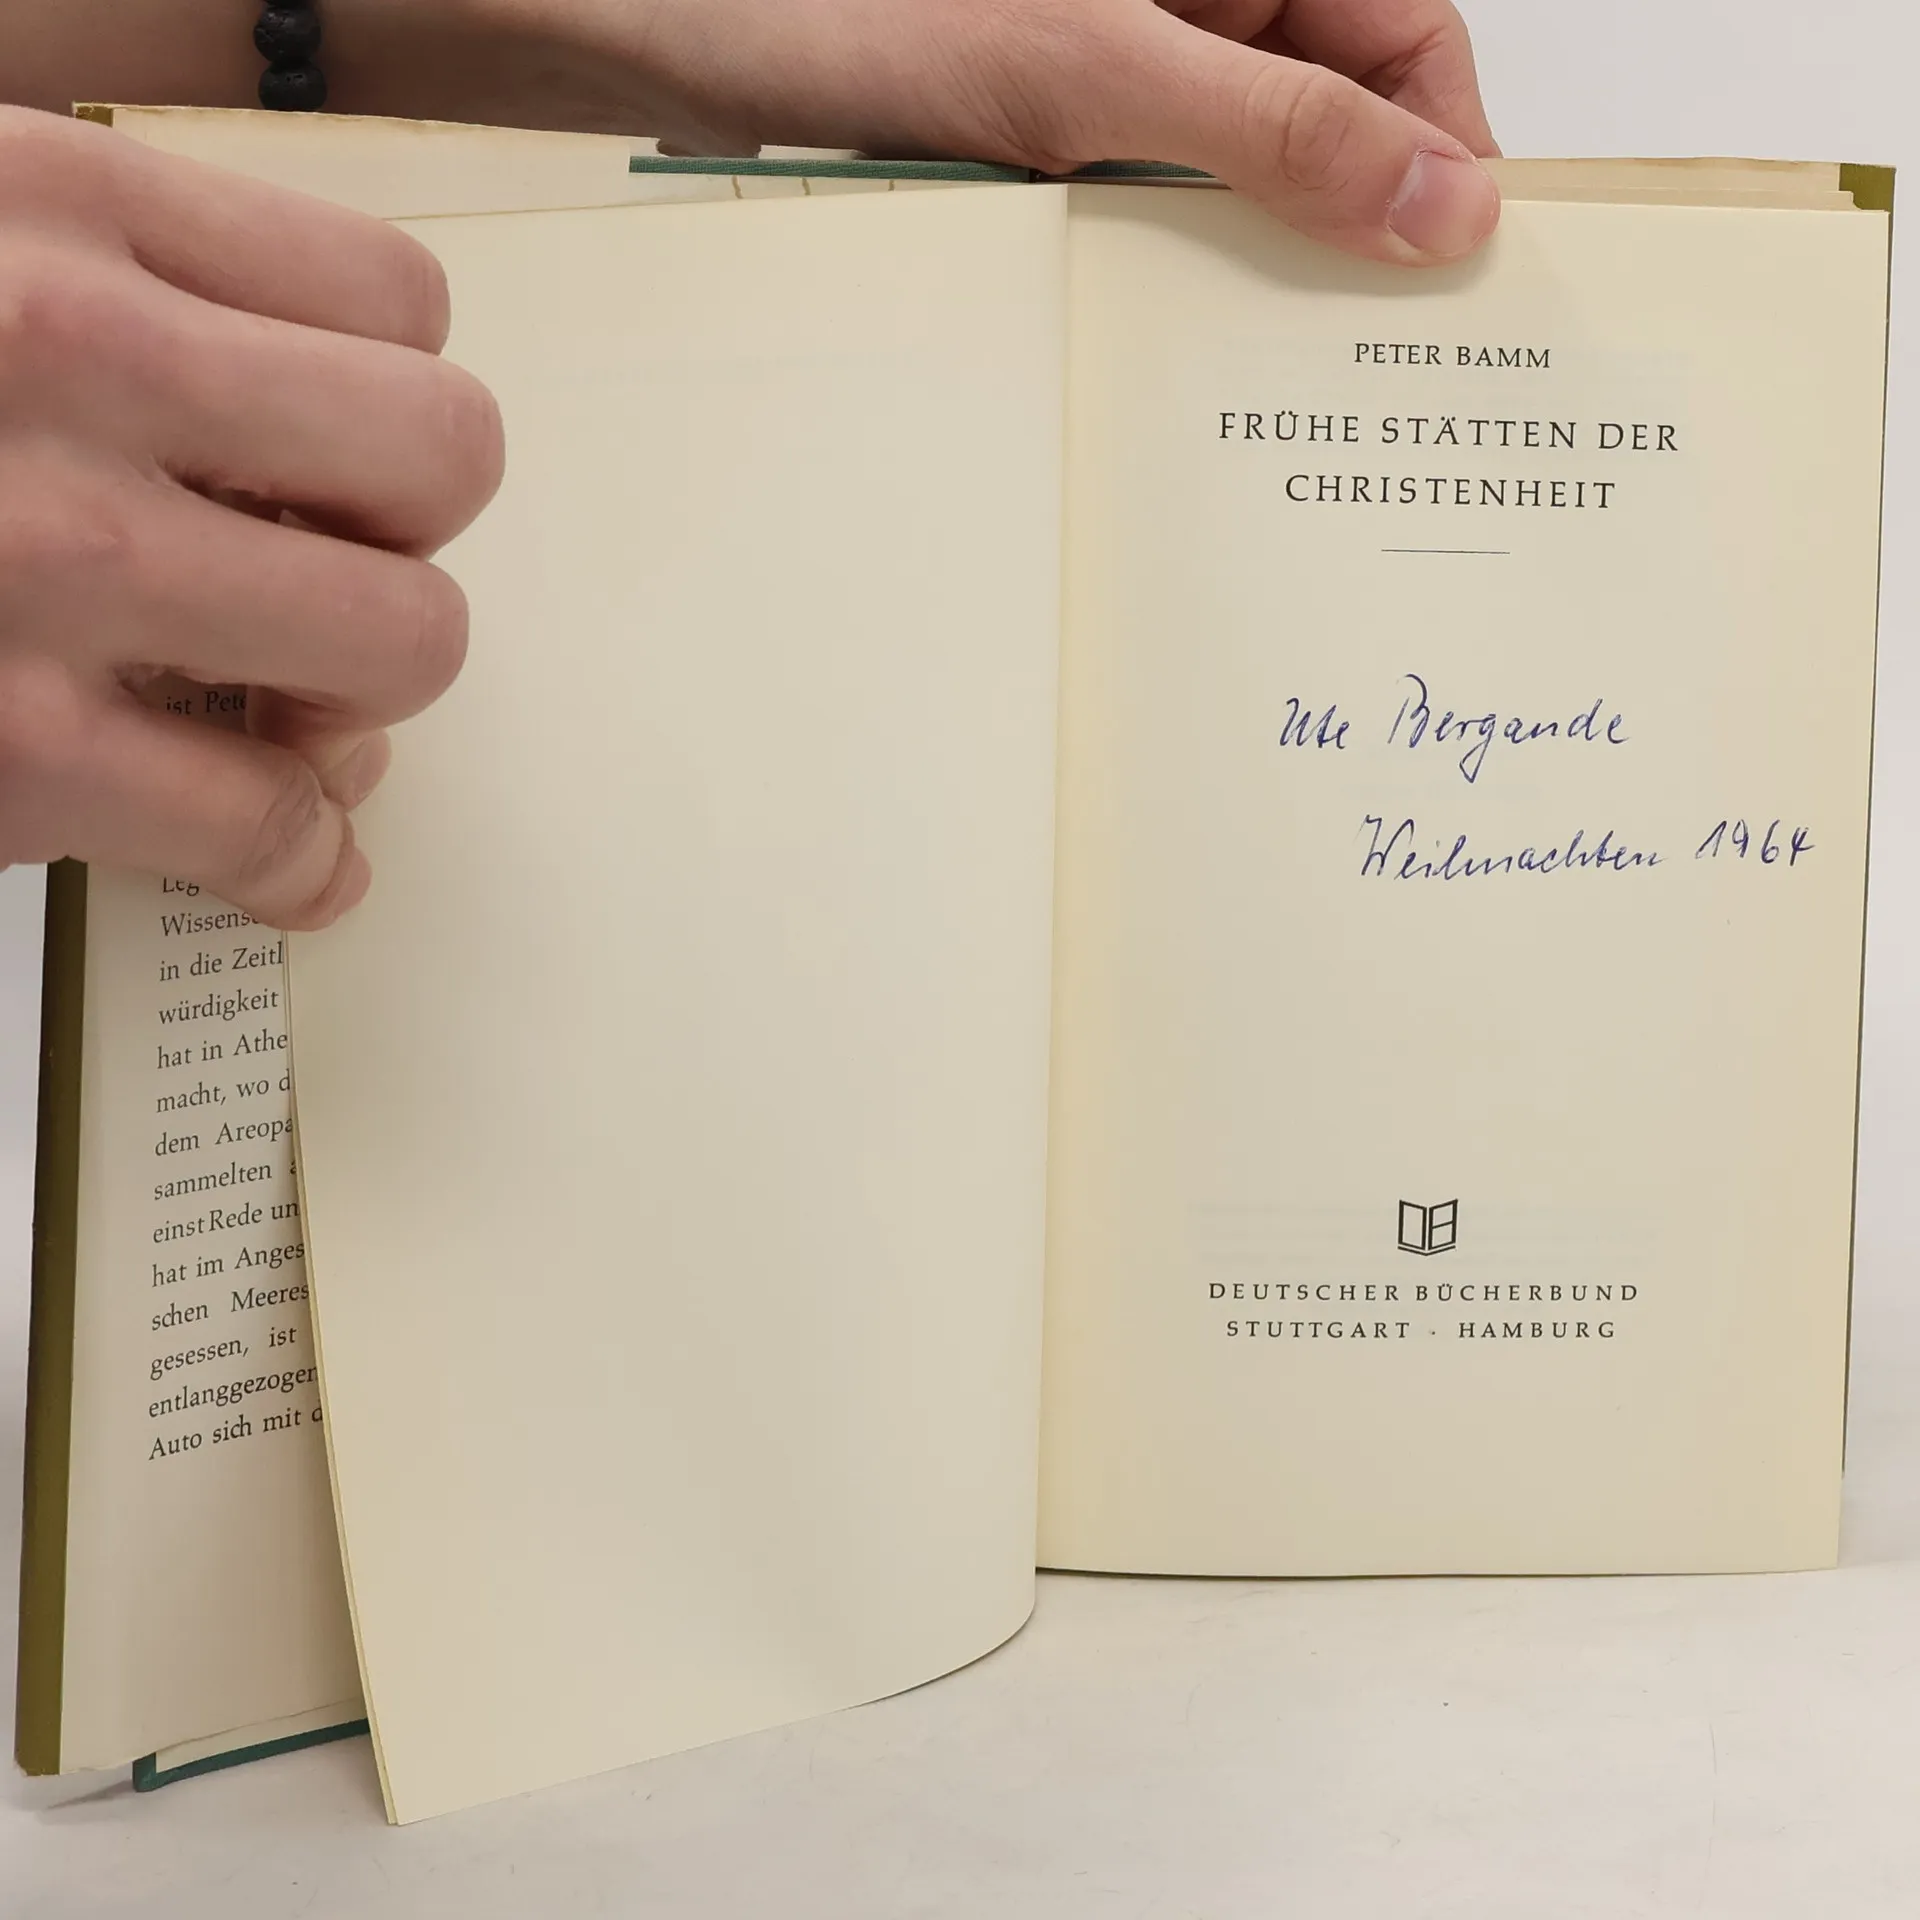 ist
Wissens
in die Zeitl
würdigkeit
hat in Athe
macht, wo d
dem Areopa
sammelten
einst Rede un
hat im Anges
schen Meeres
gesessen, ist
entlanggezogen
Auto sich mit d
PETER BAMM
FRÜHE STÄTTEN DER
CHRISTENHEIT
Ute Bergande
Weihnachten 1964
DEUTSCHER BÜCHERBUND
STUTTGART · HAMBURG